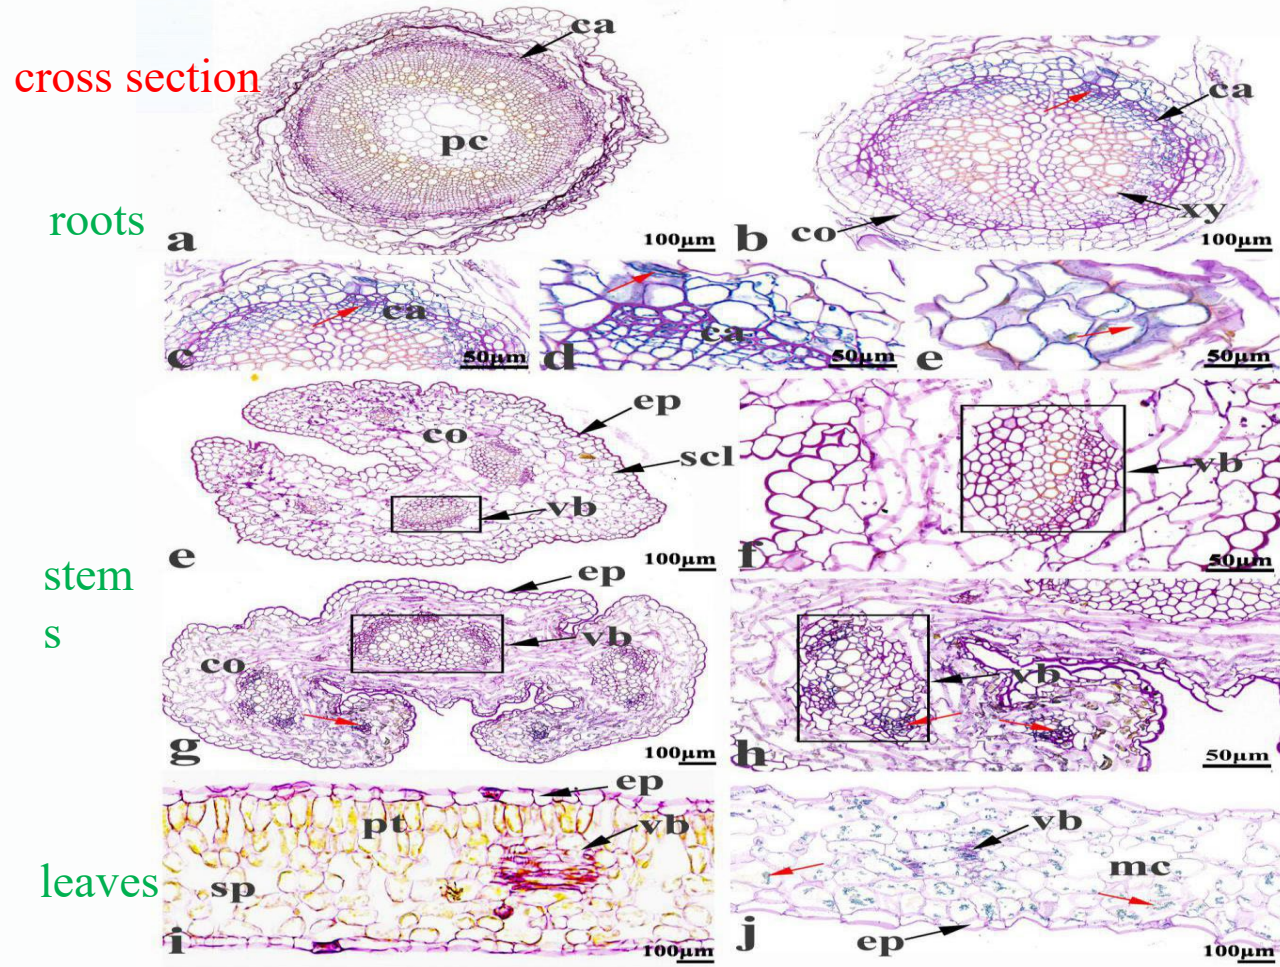 cross section
roots
stem
s
leaves
ca
pc
a
100μm
ca
xy
co
b
100μm
ca
c
50μm
ca
d
50μm
e
50μm
ep
co
scl
vb
e
100μm
vb
f
50μm
ep
vb
co
g
100μm
vb
h
50μm
ep
pt
vb
sp
i
100μm
vb
mc
ep
j
100μm